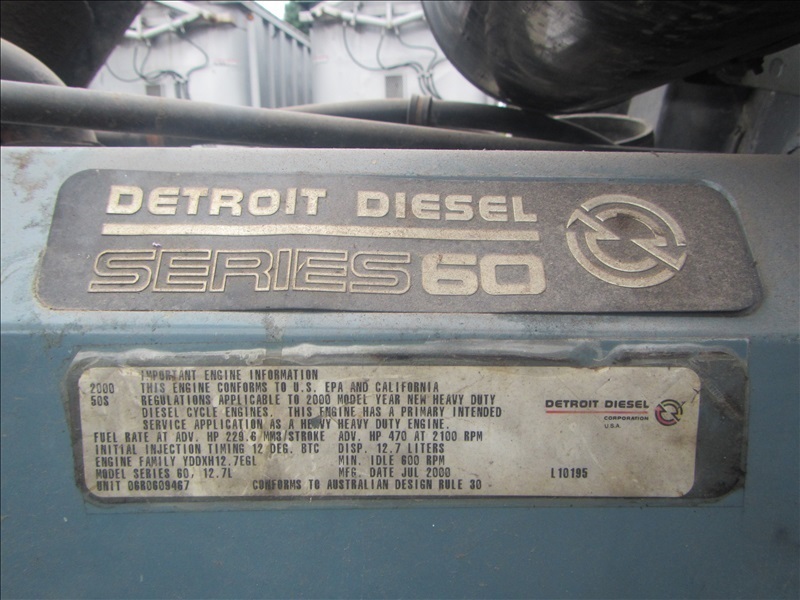 DETROIT DIESEL
SERIES 60
IMPORTANT ENGINE INFORMATION
2000 THIS ENGINE CONFORMS TO U.S. EPA AND CALIFORNIA
50S REGULATIONS APPLICABLE TO 2000 MODEL YEAR NEW HEAVY DUTY
DIESEL CYCLE ENGINES. THIS ENGINE HAS A PRIMARY INTENDED
SERVICE APPLICATION AS A HEAVY HEAVY DUTY ENGINE.
FUEL RATE AT ADV. HP 229.6 MM3/STROKE ADV. HP 470 AT 2100 RPM
INITIAL INJECTION TIMING 12 DEG. BTC DISP. 12.7 LITERS
ENGINE FAMILY YDDXH12.7EGL MIN. IDLE 600 RPM
MODEL SERIES 60, 12.7L MFG. DATE JUL 2000
UNIT 06R0609467 CONFORMS TO AUSTRALIAN DESIGN RULE 30
DETROIT DIESEL
CORPORATION
U.S.A.
L10195